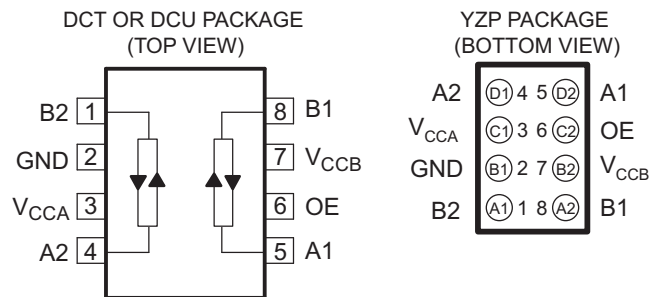 DCT OR DCU PACKAGE
(TOP VIEW)
B2 1 8 B1
GND 2 7 VCCB
VCCA 3 6 OE
A2 4 5 A1
YZP PACKAGE
(BOTTOM VIEW)
A2 D1 4 5 D2 A1
VCCA C1 3 6 C2 OE
GND B1 2 7 B2 VCCB
B2 A1 1 8 A2 B1